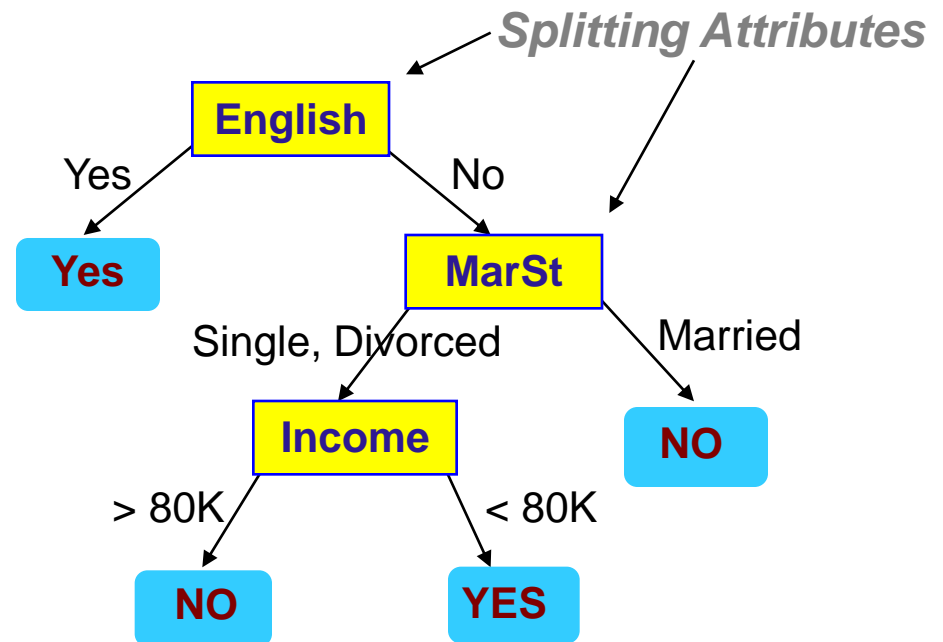 Splitting Attributes
English
Yes
No
Yes
MarSt
Single, Divorced
Married
Income
NO
> 80K
< 80K
NO
YES